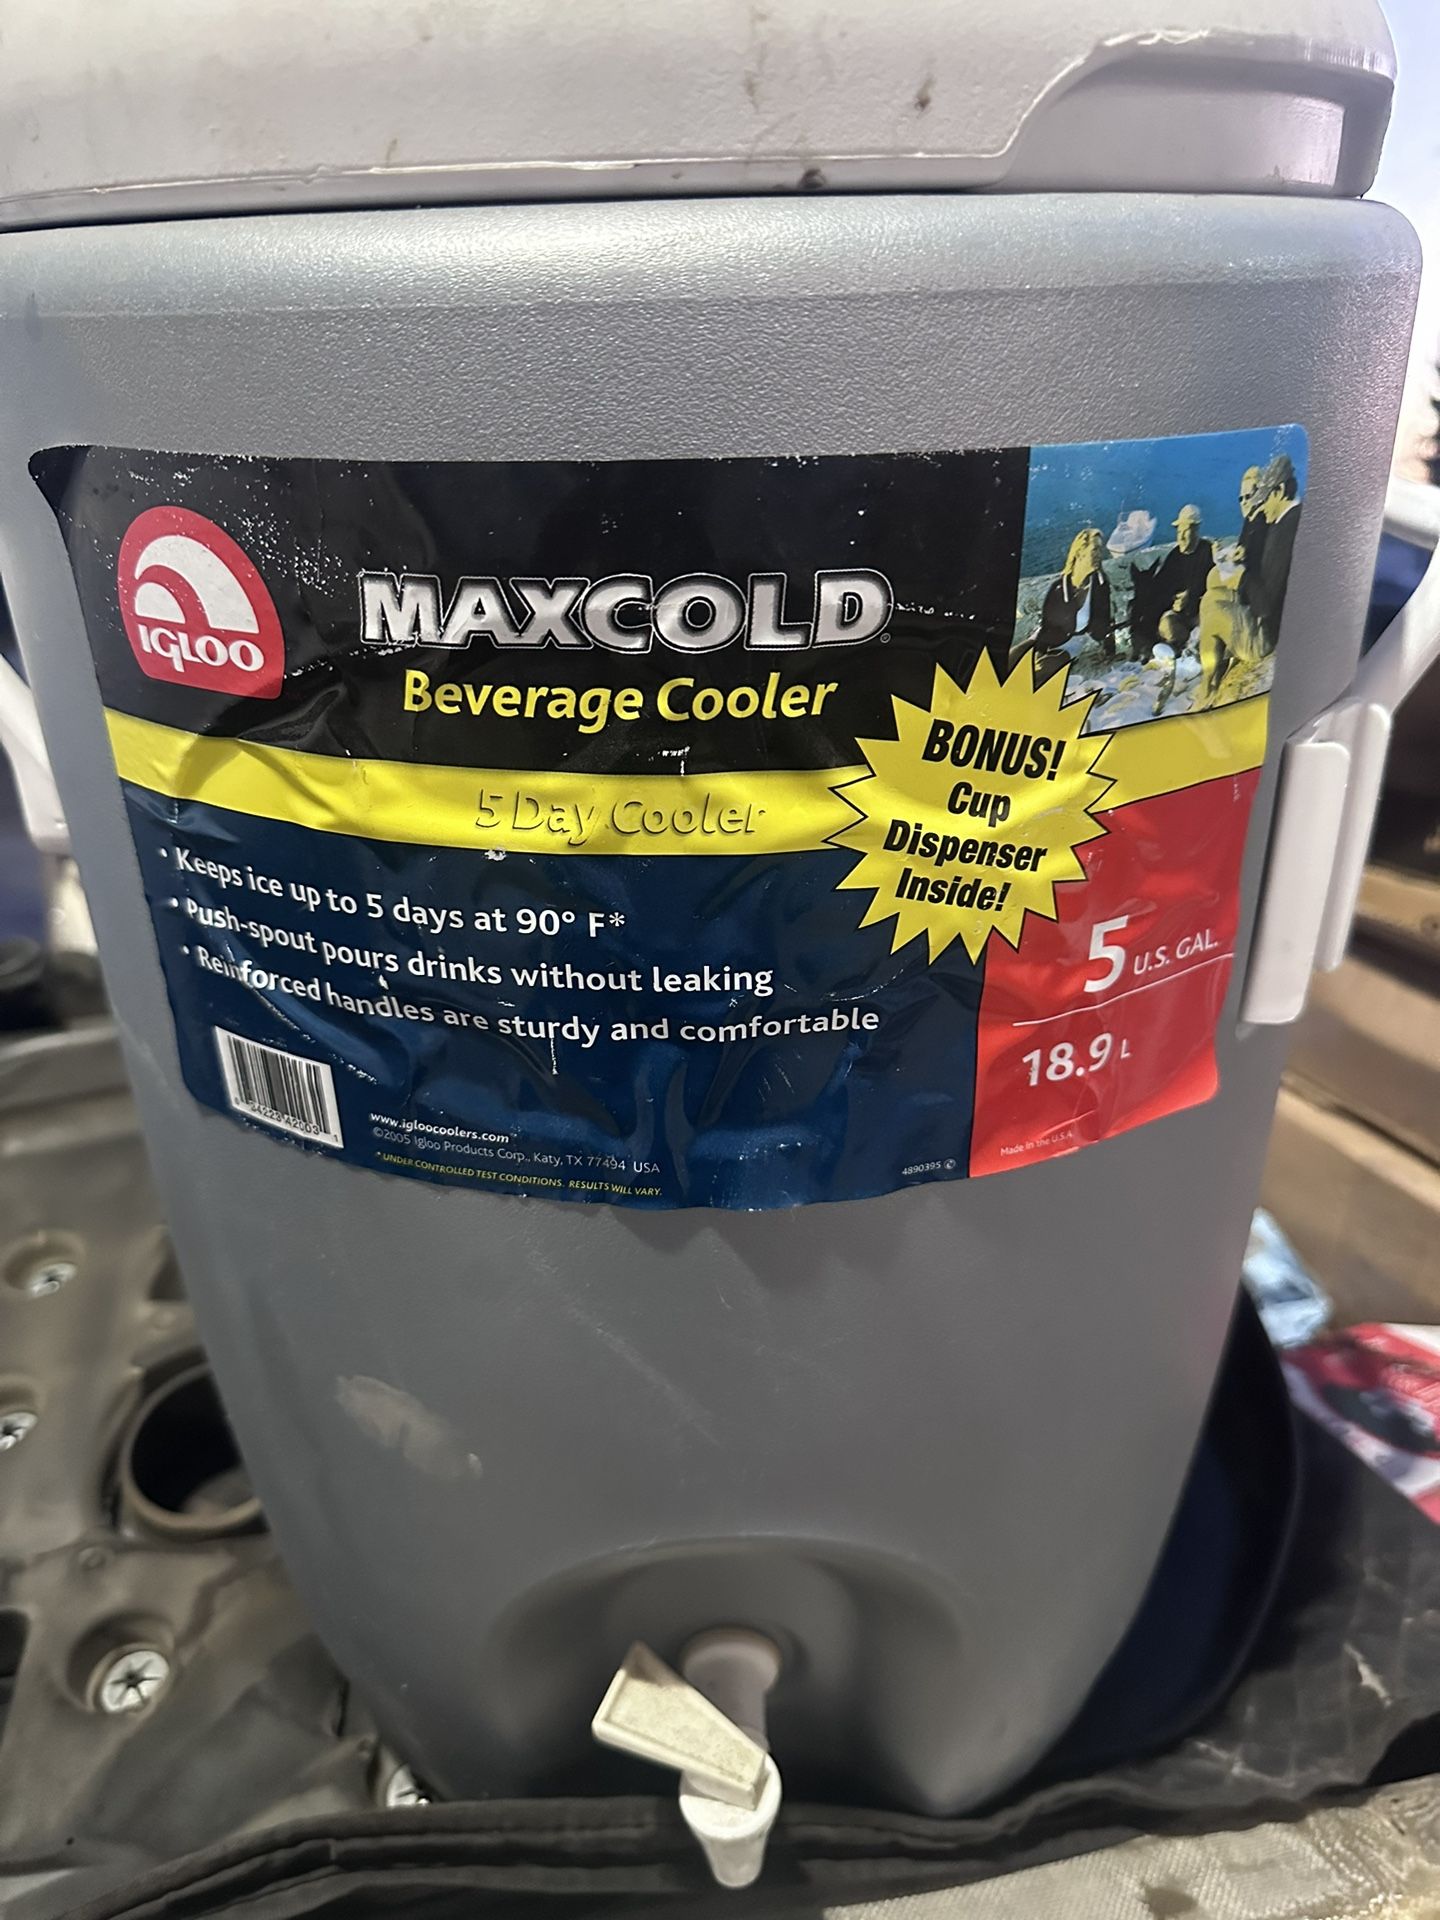 IGLOO
MAXCOLD®
Beverage Cooler
5 Day Cooler
BONUS!
Cup
Dispenser
Inside!
• Keeps ice up to 5 days at 90° F*
• Push-spout pours drinks without leaking
• Reinforced handles are sturdy and comfortable
5 U.S. GAL.
18.9 L
34223 42003 1
www.igloocoolers.com
©2005 Igloo Products Corp., Katy, TX 77494 USA
* UNDER CONTROLLED TEST CONDITIONS. RESULTS WILL VARY.
4890395
Made in the U.S.A.